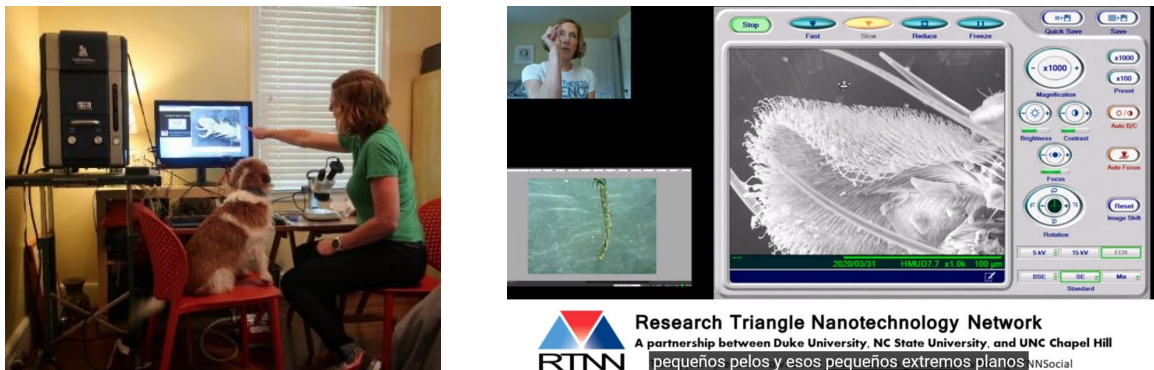 Stop
Fast
Slow
Reduce
Freeze
Quick Save
Save
x1000
Magnification
x1000
x100
Preset
Brightness
Contrast
Auto B/C
Focus
Auto Focus
Rotation
Reset
Image Shift
5 kV
15 kV
EDX
BSE
SE
Mix
Standard
2020/03/31 HMUD7.7 x1.0k 100 μm
Research Triangle Nanotechnology Network
A partnership between Duke University, NC State University, and UNC Chapel Hill
RTNN
pequeños pelos y esos pequeños extremos planos
NNSocial